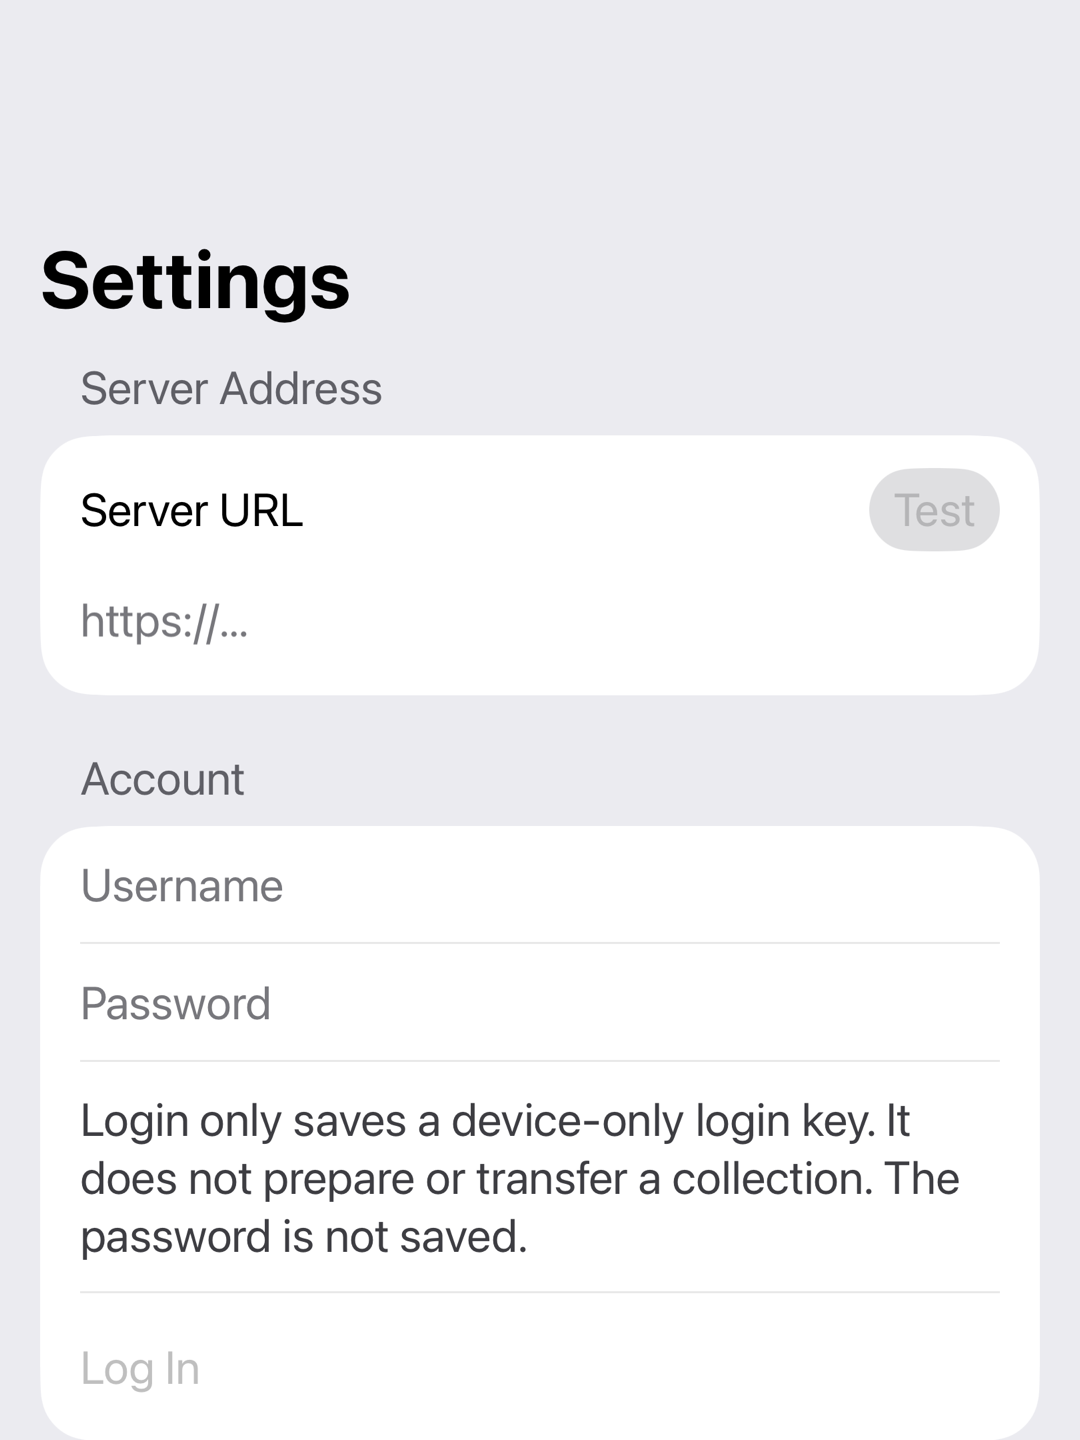 Settings
Server Address
Server URL
Test
https://...
Account
Username
Password
Login only saves a device-only login key. It
does not prepare or transfer a collection. The
password is not saved.
Log In